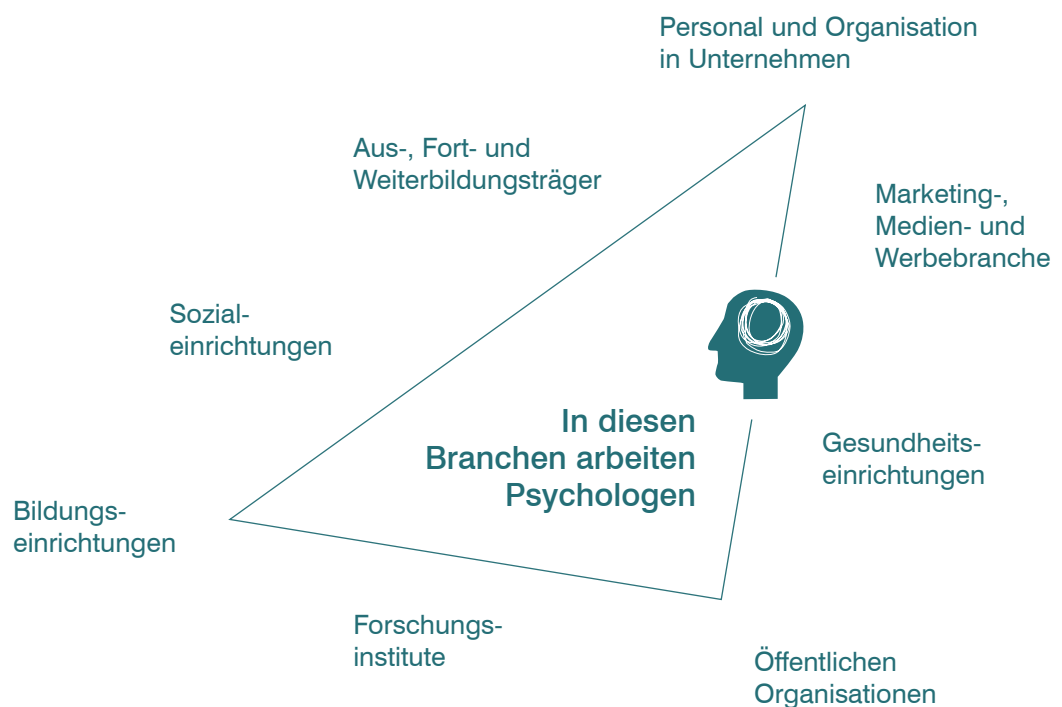 Personal und Organisation
in Unternehmen
Aus-, Fort- und
Weiterbildungsträger
Marketing-,
Medien- und
Werbebranche
Sozial-
einrichtungen
In diesen
Branchen arbeiten
Psychologen
Gesundheits-
einrichtungen
Bildungs-
einrichtungen
Forschungs-
institute
Öffentlichen
Organisationen